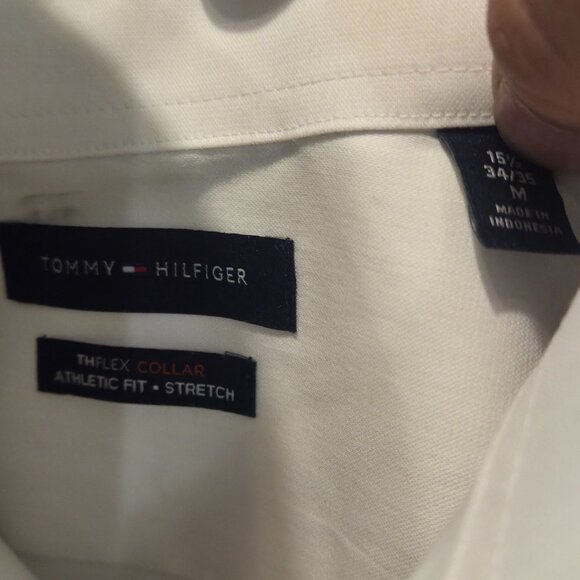 TOMMY HILFIGER
THFLEX COLLAR
ATHLETIC FIT • STRETCH
15½
34/35
M
MADE IN
INDONESIA